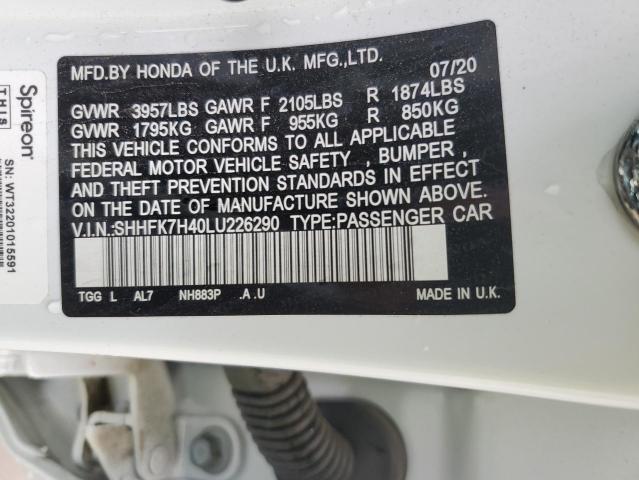 MFD.BY HONDA OF THE U.K. MFG.,LTD. 07/20
GVWR 3957LBS GAWR F 2105LBS R 1874LBS
GVWR 1795KG GAWR F 955KG R 850KG
THIS VEHICLE CONFORMS TO ALL APPLICABLE
FEDERAL MOTOR VEHICLE SAFETY , BUMPER ,
AND THEFT PREVENTION STANDARDS IN EFFECT
ON THE DATE OF MANUFACTURE SHOWN ABOVE.
V.I.N.:SHHFK7H40LU226290 TYPE:PASSENGER CAR
TGG L AL7 NH883P .A .U MADE IN U.K.
Spireon
THIS
SN: WT32201015591